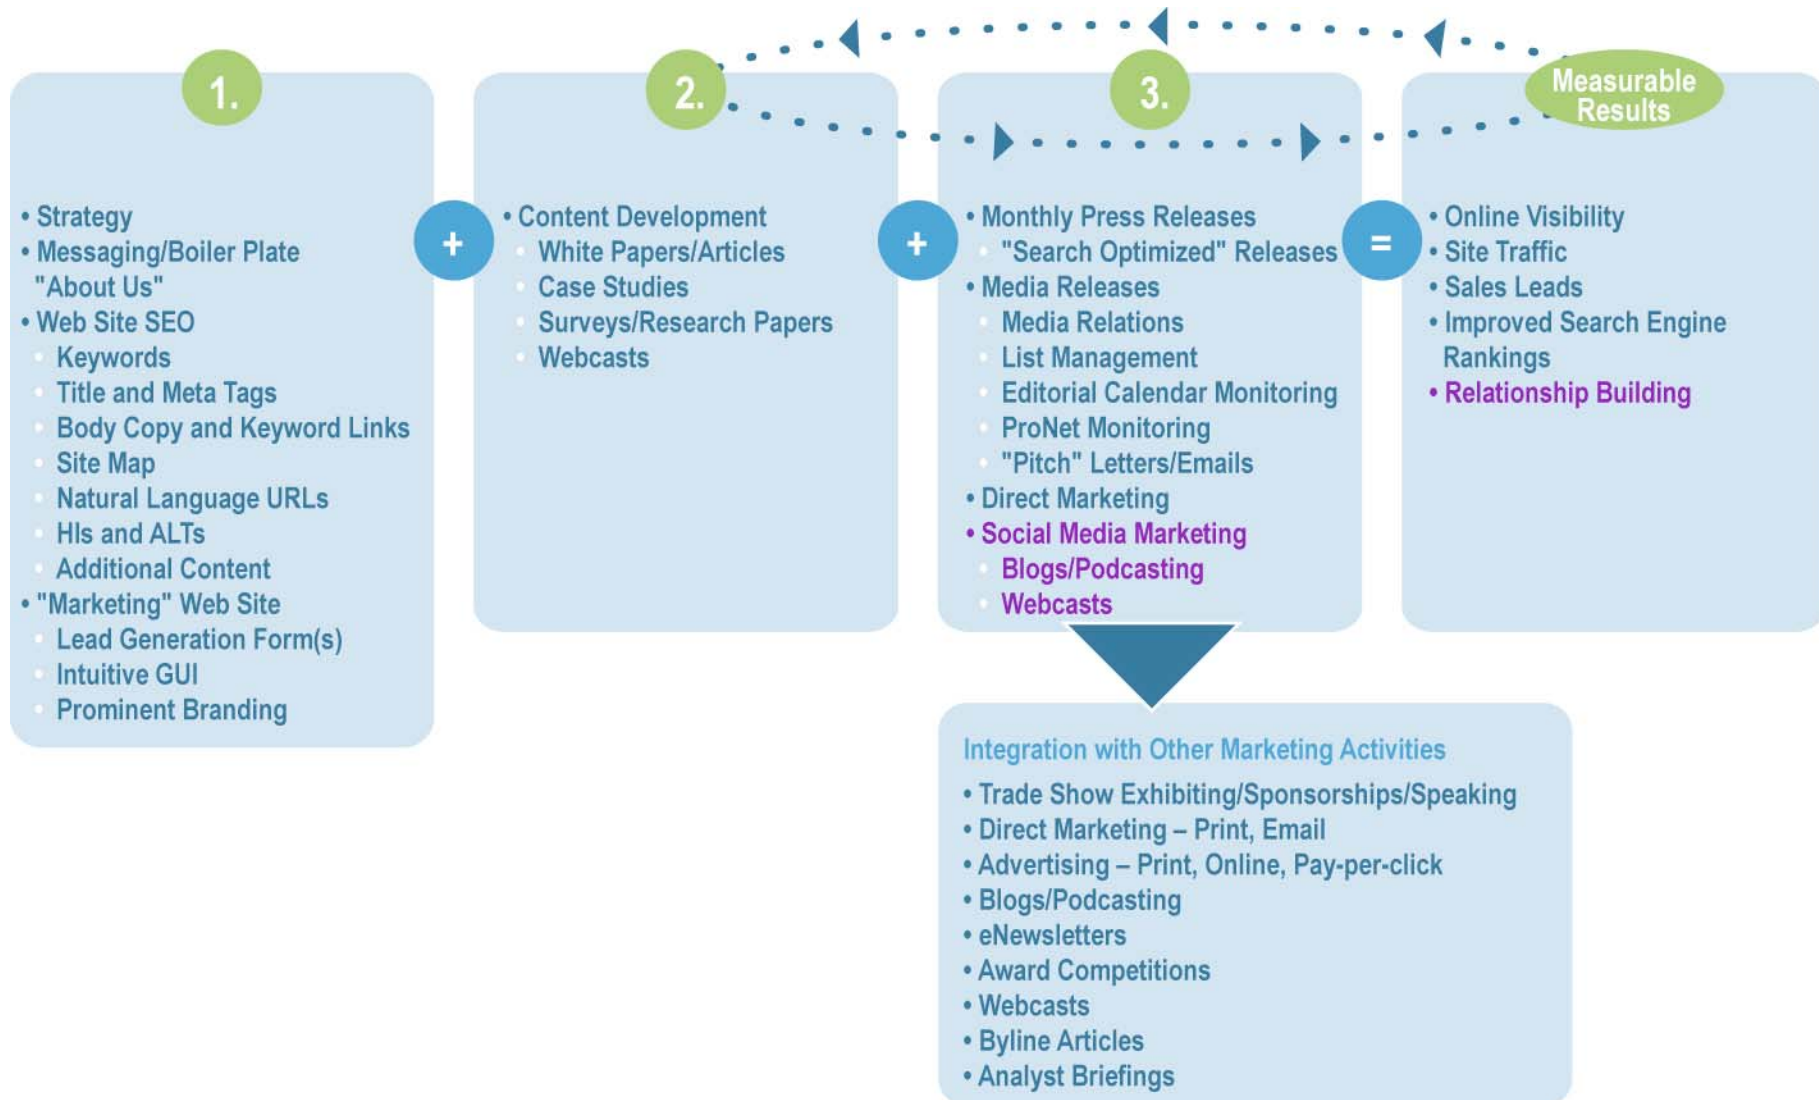 1.
• Strategy
• Messaging/Boiler Plate
"About Us"
• Web Site SEO
• Keywords
• Title and Meta Tags
• Body Copy and Keyword Links
• Site Map
• Natural Language URLs
• HIs and ALTs
• Additional Content
• "Marketing" Web Site
• Lead Generation Form(s)
• Intuitive GUI
• Prominent Branding
+
2.
• Content Development
• White Papers/Articles
• Case Studies
• Surveys/Research Papers
• Webcasts
+
3.
• Monthly Press Releases
• "Search Optimized" Releases
• Media Releases
• Media Relations
• List Management
• Editorial Calendar Monitoring
• ProNet Monitoring
• "Pitch" Letters/Emails
• Direct Marketing
• Social Media Marketing
• Blogs/Podcasting
• Webcasts
=
Measurable
Results
• Online Visibility
• Site Traffic
• Sales Leads
• Improved Search Engine
Rankings
• Relationship Building
Integration with Other Marketing Activities
• Trade Show Exhibiting/Sponsorships/Speaking
• Direct Marketing – Print, Email
• Advertising – Print, Online, Pay-per-click
• Blogs/Podcasting
• eNewsletters
• Award Competitions
• Webcasts
• Byline Articles
• Analyst Briefings